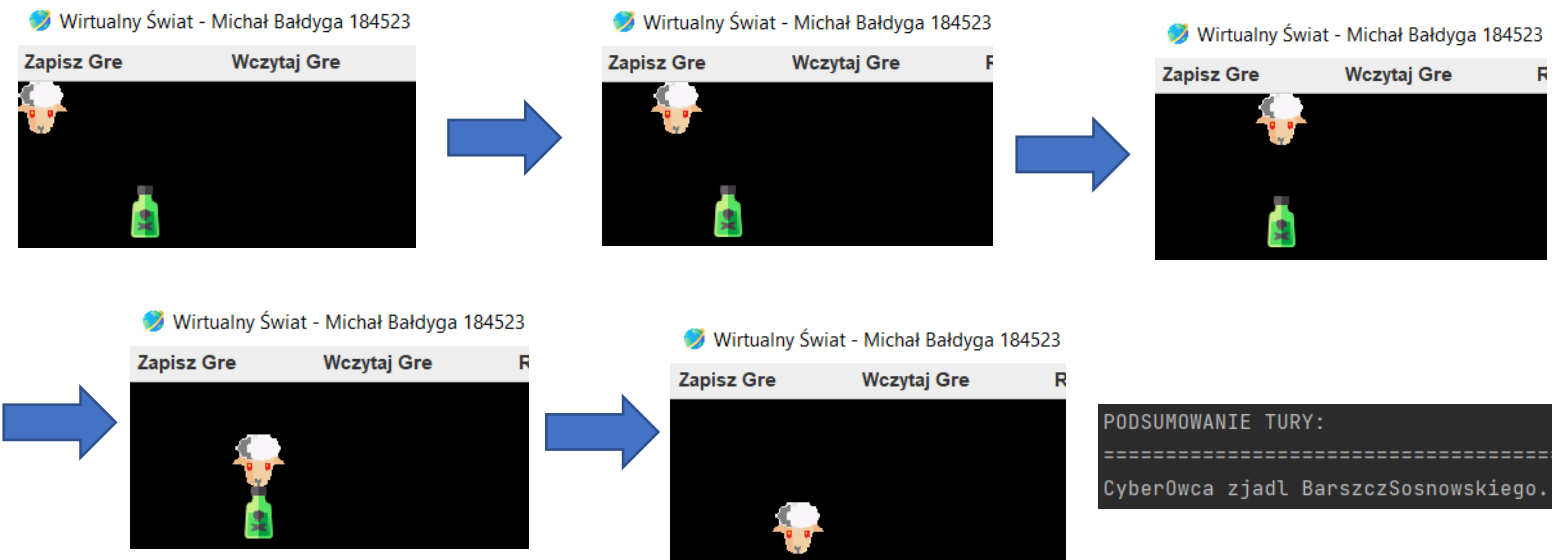 Wirtualny Świat - Michał Bałdyga 184523
Zapisz Gre Wczytaj Gre
Wirtualny Świat - Michał Bałdyga 184523
Zapisz Gre Wczytaj Gre R
Wirtualny Świat - Michał Bałdyga 184523
Zapisz Gre Wczytaj Gre R
Wirtualny Świat - Michał Bałdyga 184523
Zapisz Gre Wczytaj Gre R
Wirtualny Świat - Michał Bałdyga 184523
Zapisz Gre Wczytaj Gre R
PODSUMOWANIE TURY:
=====================================
CyberOwca zjadl BarszczSosnowskiego.